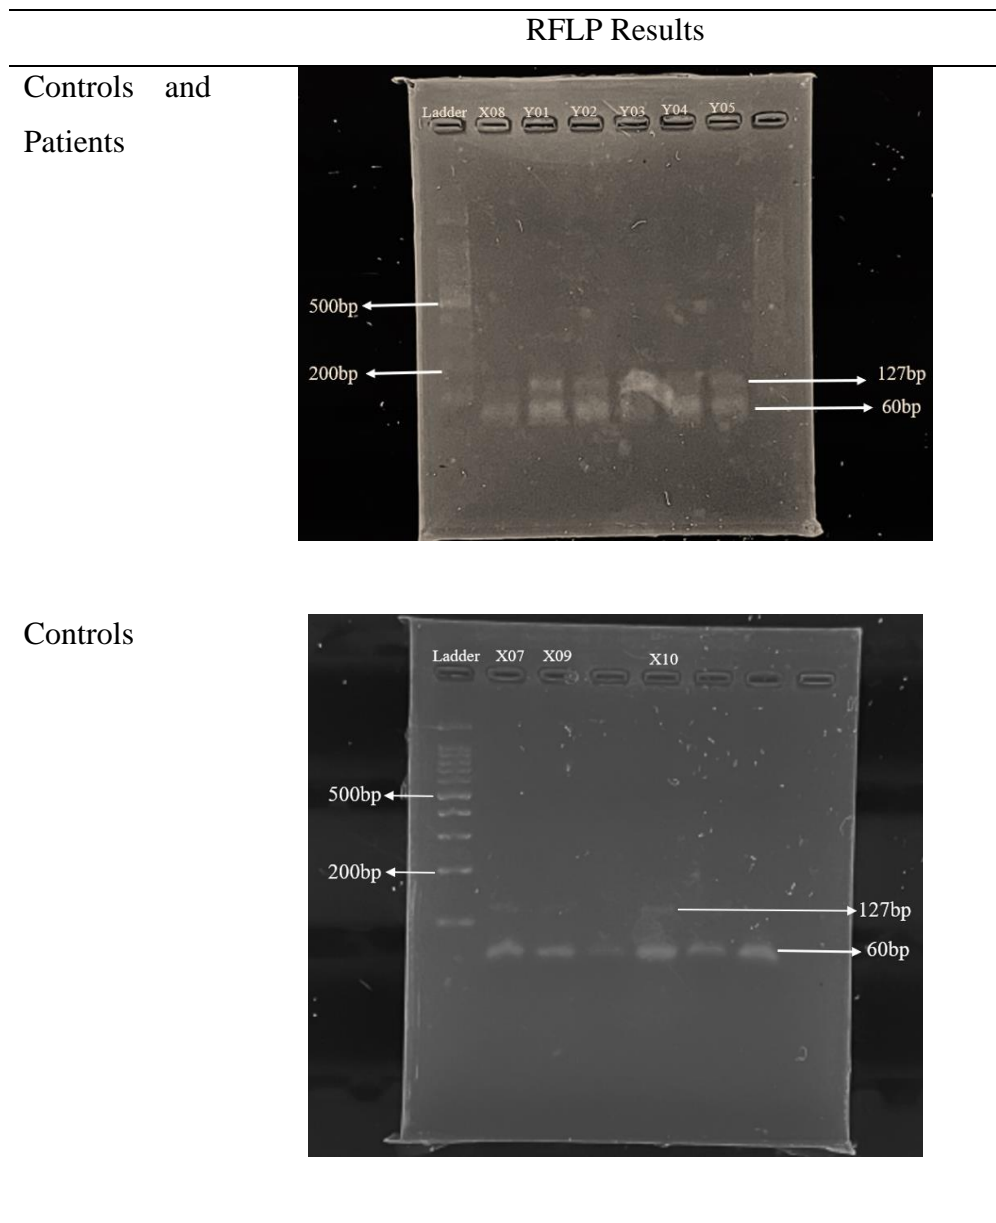 RFLP Results
Controls and
Patients
Ladder X08 Y01 Y02 Y03 Y04 Y05
500bp
200bp
127bp
60bp
Controls
Ladder X07 X09 X10
500bp
200bp
127bp
60bp